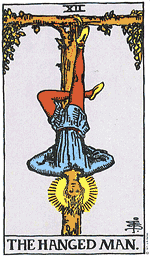 XII
THE HANGED MAN.